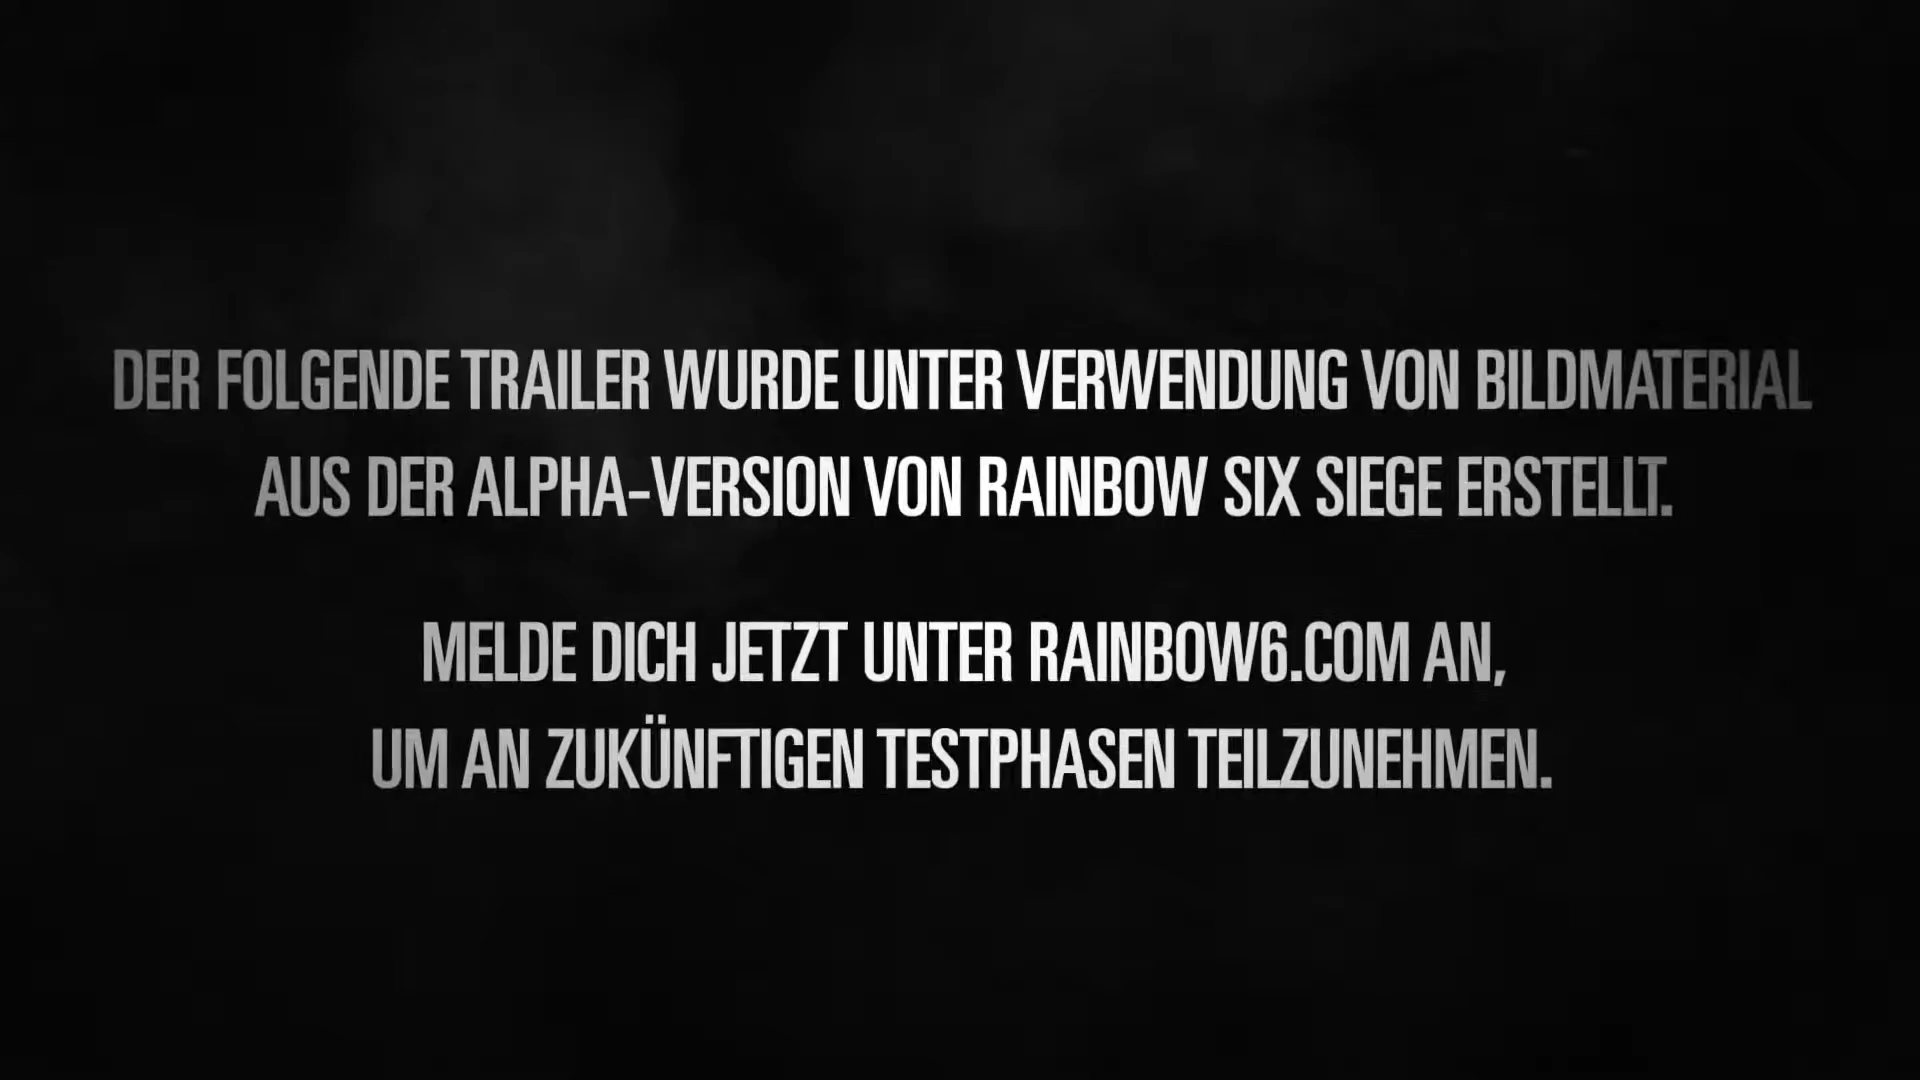 DER FOLGENDE TRAILER WURDE UNTER VERWENDUNG VON BILDMATERIAL
AUS DER ALPHA-VERSION VON RAINBOW SIX SIEGE ERSTELLT.
MELDE DICH JETZT UNTER RAINBOW6.COM AN,
UM AN ZUKÜNFTIGEN TESTPHASEN TEILZUNEHMEN.